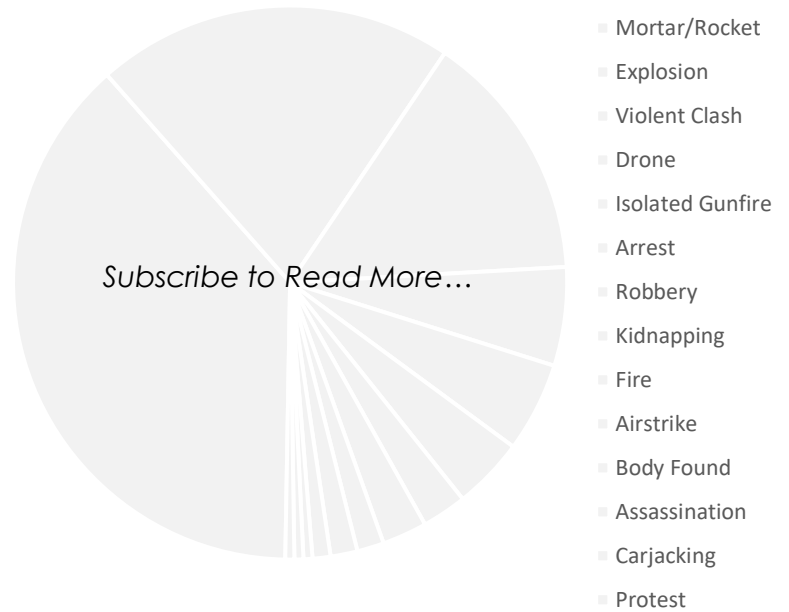 Subscribe to Read More…
Mortar/Rocket
Explosion
Violent Clash
Drone
Isolated Gunfire
Arrest
Robbery
Kidnapping
Fire
Airstrike
Body Found
Assassination
Carjacking
Protest